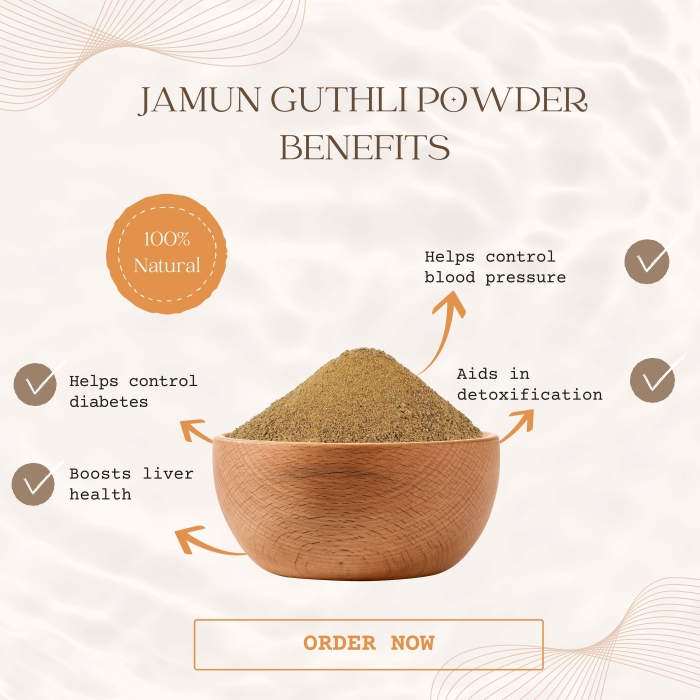 JAMUN GUTHLI POWDER
BENEFITS
100%
Natural
Helps control
blood pressure
Aids in
detoxification
Helps control
diabetes
Boosts liver
health
ORDER NOW